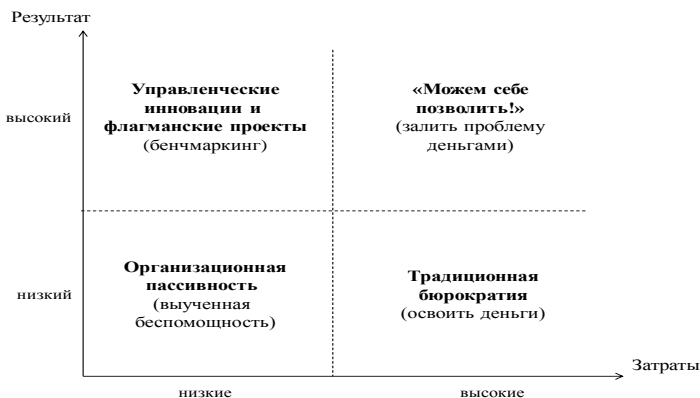 Результат
высокий
Управленческие
инновации и
флагманские проекты
(бенчмаркинг)
«Можем себе
позволить!»
(залить проблему
деньгами)
низкий
Организационная
пассивность
(выученная
беспомощность)
Традиционная
бюрократия
(освоить деньги)
Затраты
низкие
высокие